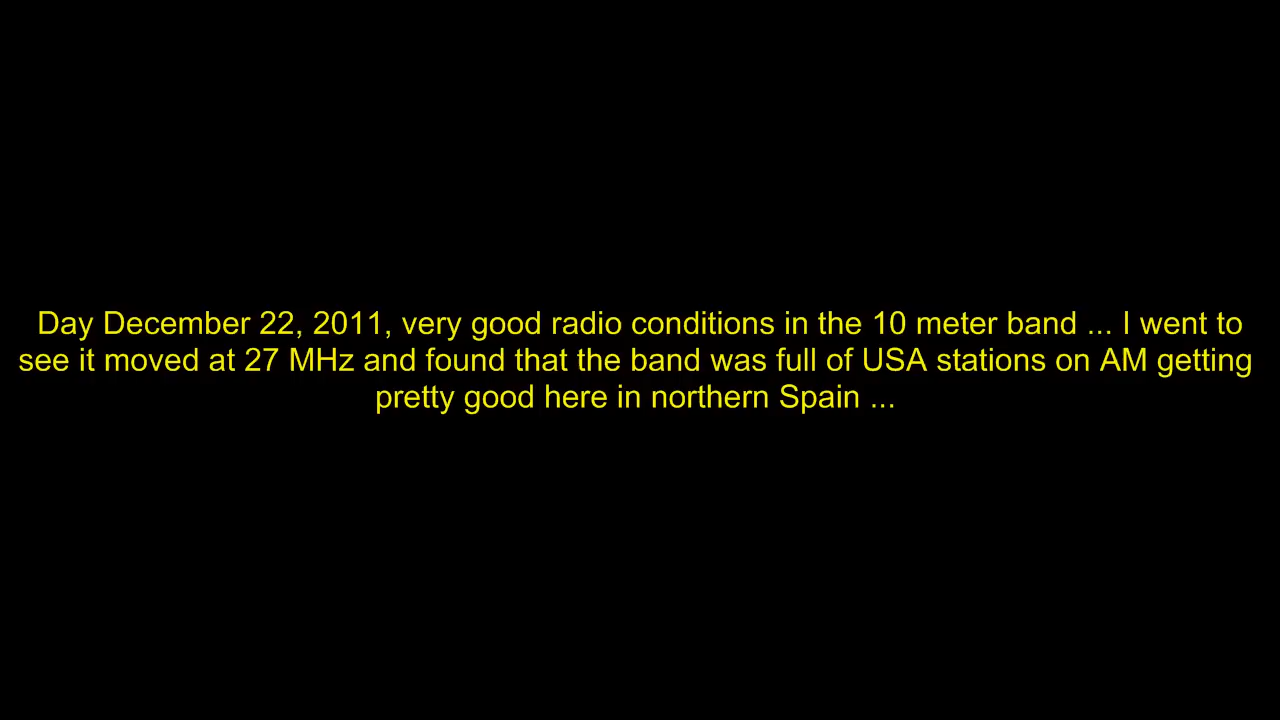 Day December 22, 2011, very good radio conditions in the 10 meter band ... I went to
see it moved at 27 MHz and found that the band was full of USA stations on AM getting
pretty good here in northern Spain ...